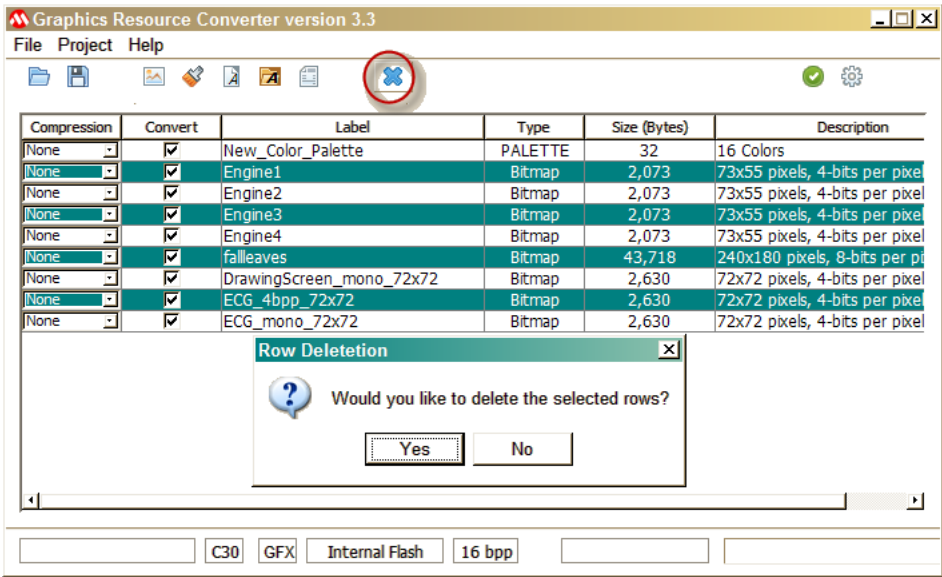 Graphics Resource Converter version 3.3
File Project Help
Compression Convert Label Type Size (Bytes) Description
None New_Color_Palette PALETTE 32 16 Colors
None Engine1 Bitmap 2,073 73x55 pixels, 4-bits per pixel
None Engine2 Bitmap 2,073 73x55 pixels, 4-bits per pixel
None Engine3 Bitmap 2,073 73x55 pixels, 4-bits per pixel
None Engine4 Bitmap 2,073 73x55 pixels, 4-bits per pixel
None fallleaves Bitmap 43,718 240x180 pixels, 8-bits per pi
None DrawingScreen_mono_72x72 Bitmap 2,630 72x72 pixels, 4-bits per pixel
None ECG_4bpp_72x72 Bitmap 2,630 72x72 pixels, 4-bits per pixel
None ECG_mono_72x72 Bitmap 2,630 72x72 pixels, 4-bits per pixel
Row Deletetion
Would you like to delete the selected rows?
Yes No
C30 GFX Internal Flash 16 bpp